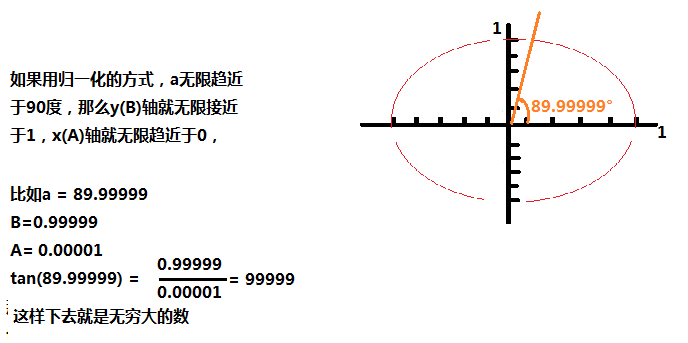 如果用归一化的方式，a无限趋近
于90度，那么y(B)轴就无限接近
于1，x(A)轴就无限趋近于0，
比如a = 89.99999
B=0.99999
A= 0.00001
tan(89.99999) = 0.99999 / 0.00001 = 99999
这样下去就是无穷大的数
1
89.99999°
1